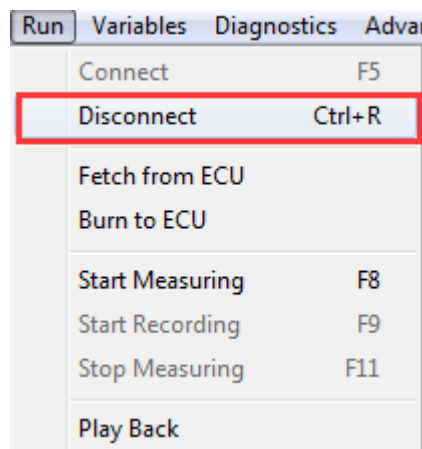 Run Variables Diagnostics Adva
Connect F5
Disconnect Ctrl+R
Fetch from ECU
Burn to ECU
Start Measuring F8
Start Recording F9
Stop Measuring F11
Play Back